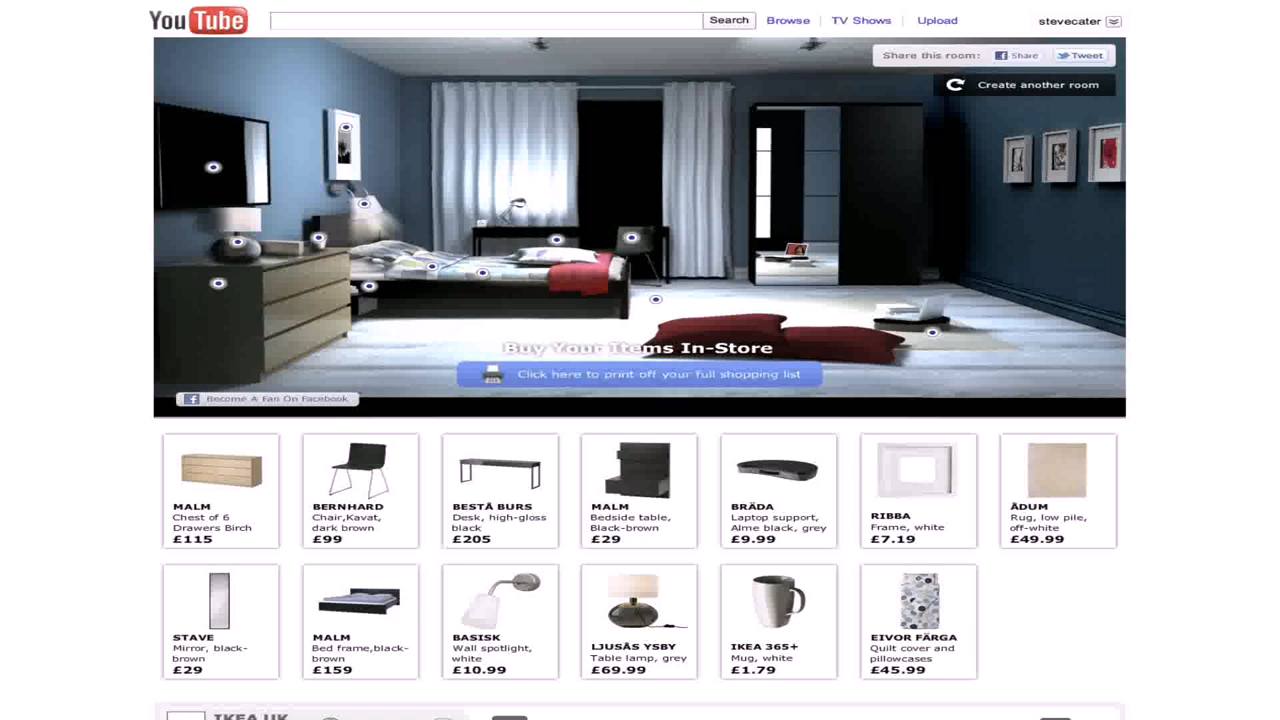 YouTube
Search
Browse
TV Shows
Upload
stevecater
Share this room:
Share
Tweet
Create another room
Buy Your Items In-Store
Click here to print off your full shopping list
Become A Fan On Facebook
MALM
Chest of 6
Drawers Birch
£115
BERNHARD
Chair,Kavat,
dark brown
£99
BESTÅ BURS
Desk, high-gloss
black
£205
MALM
Bedside table,
Black-brown
£29
BRÄDA
Laptop support,
Alme black, grey
£9.99
RIBBA
Frame, white
£7.19
ÅDUM
Rug, low pile,
off-white
£49.99
STAVE
Mirror, black-
brown
£29
MALM
Bed frame,black-
brown
£159
BASISK
Wall spotlight,
white
£10.99
LJUSÅS YSBY
Table lamp, grey
£69.99
IKEA 365+
Mug, white
£1.79
EIVOR FÄRGA
Quilt cover and
pillowcases
£45.99
IKEA UK